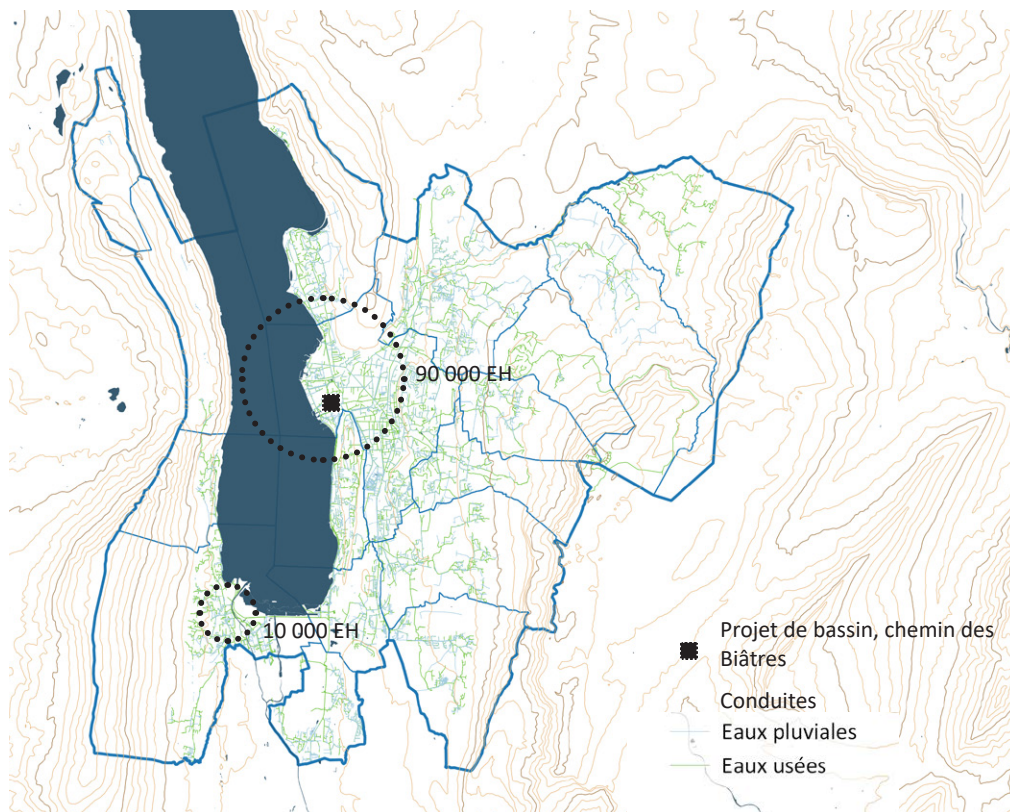 90 000 EH
10 000 EH
Projet de bassin, chemin des
Biâtres
Conduites
Eaux pluviales
Eaux usées